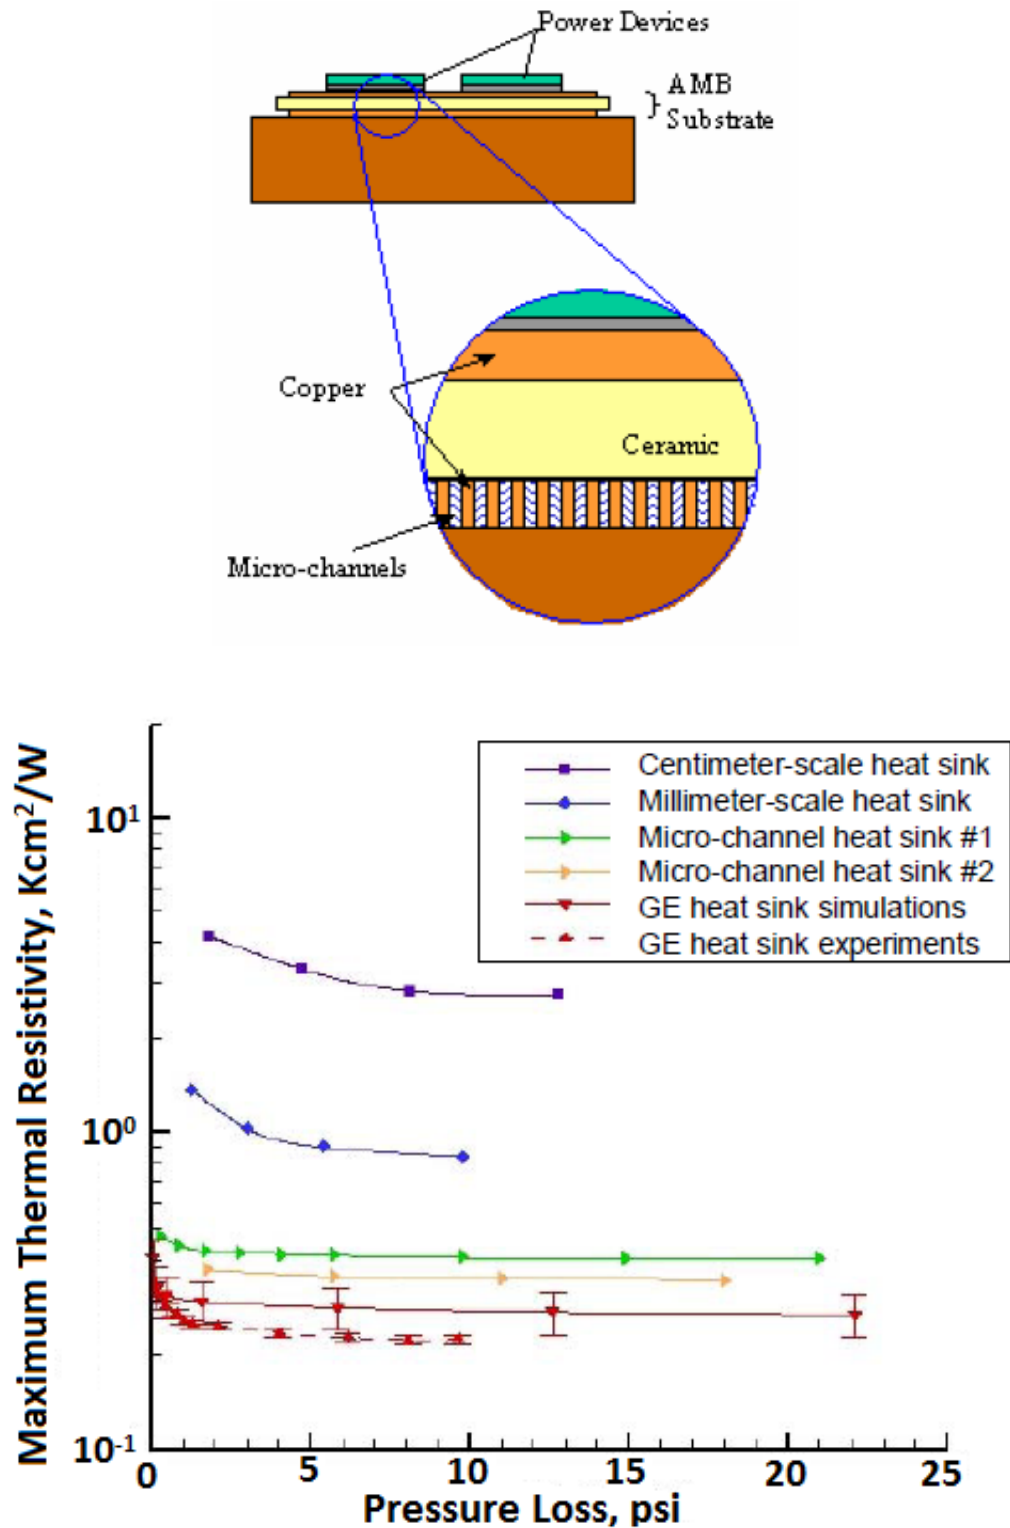 Power Devices
AMB
Substrate
Copper
Ceramic
Micro-channels
Maximum Thermal Resistivity, Kcm²/W
10¹
10⁰
10⁻¹
Centimeter-scale heat sink
Millimeter-scale heat sink
Micro-channel heat sink #1
Micro-channel heat sink #2
GE heat sink simulations
GE heat sink experiments
0 5 10 15 20 25
Pressure Loss, psi